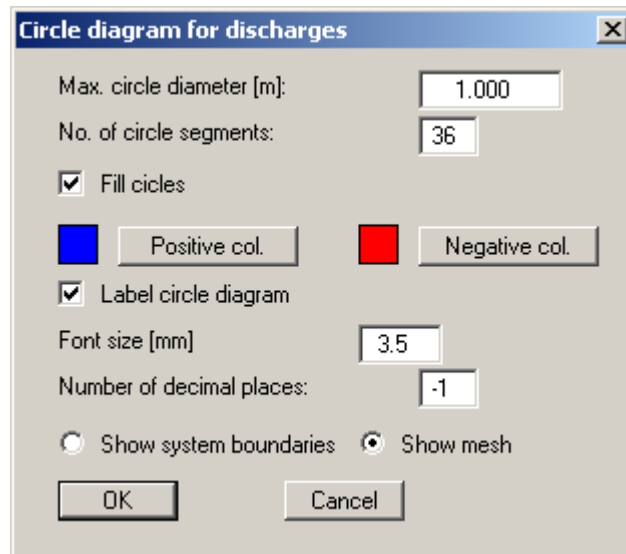 Circle diagram for discharges
Max. circle diameter [m]: 1.000
No. of circle segments: 36
Fill cicles
Positive col. Negative col.
Label circle diagram
Font size [mm] 3.5
Number of decimal places: -1
Show system boundaries Show mesh
OK Cancel